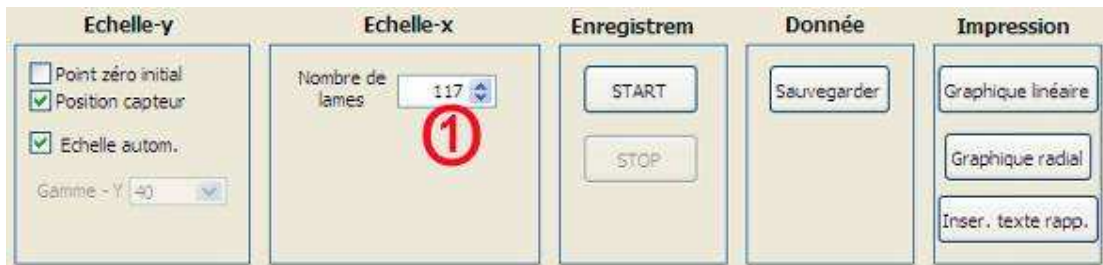 Echelle-y
Point zéro initial
Position capteur
Echelle autom.
Gamme - Y 40
Echelle-x
Nombre de
lames
117
1
Enregistrem
START
STOP
Donnée
Sauvegarder
Impression
Graphique linéaire
Graphique radial
Inser. texte rapp.